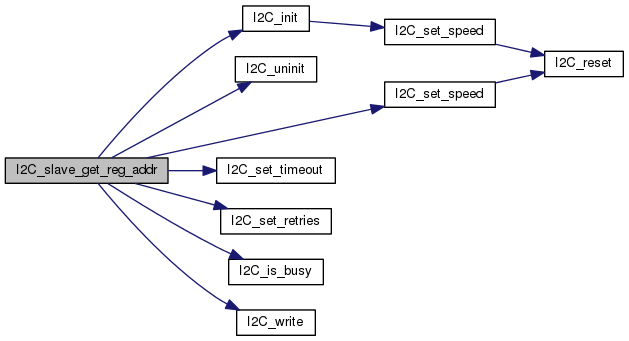 I2C_slave_get_reg_addr
I2C_init
I2C_uninit
I2C_set_speed
I2C_set_speed
I2C_reset
I2C_set_timeout
I2C_set_retries
I2C_is_busy
I2C_write